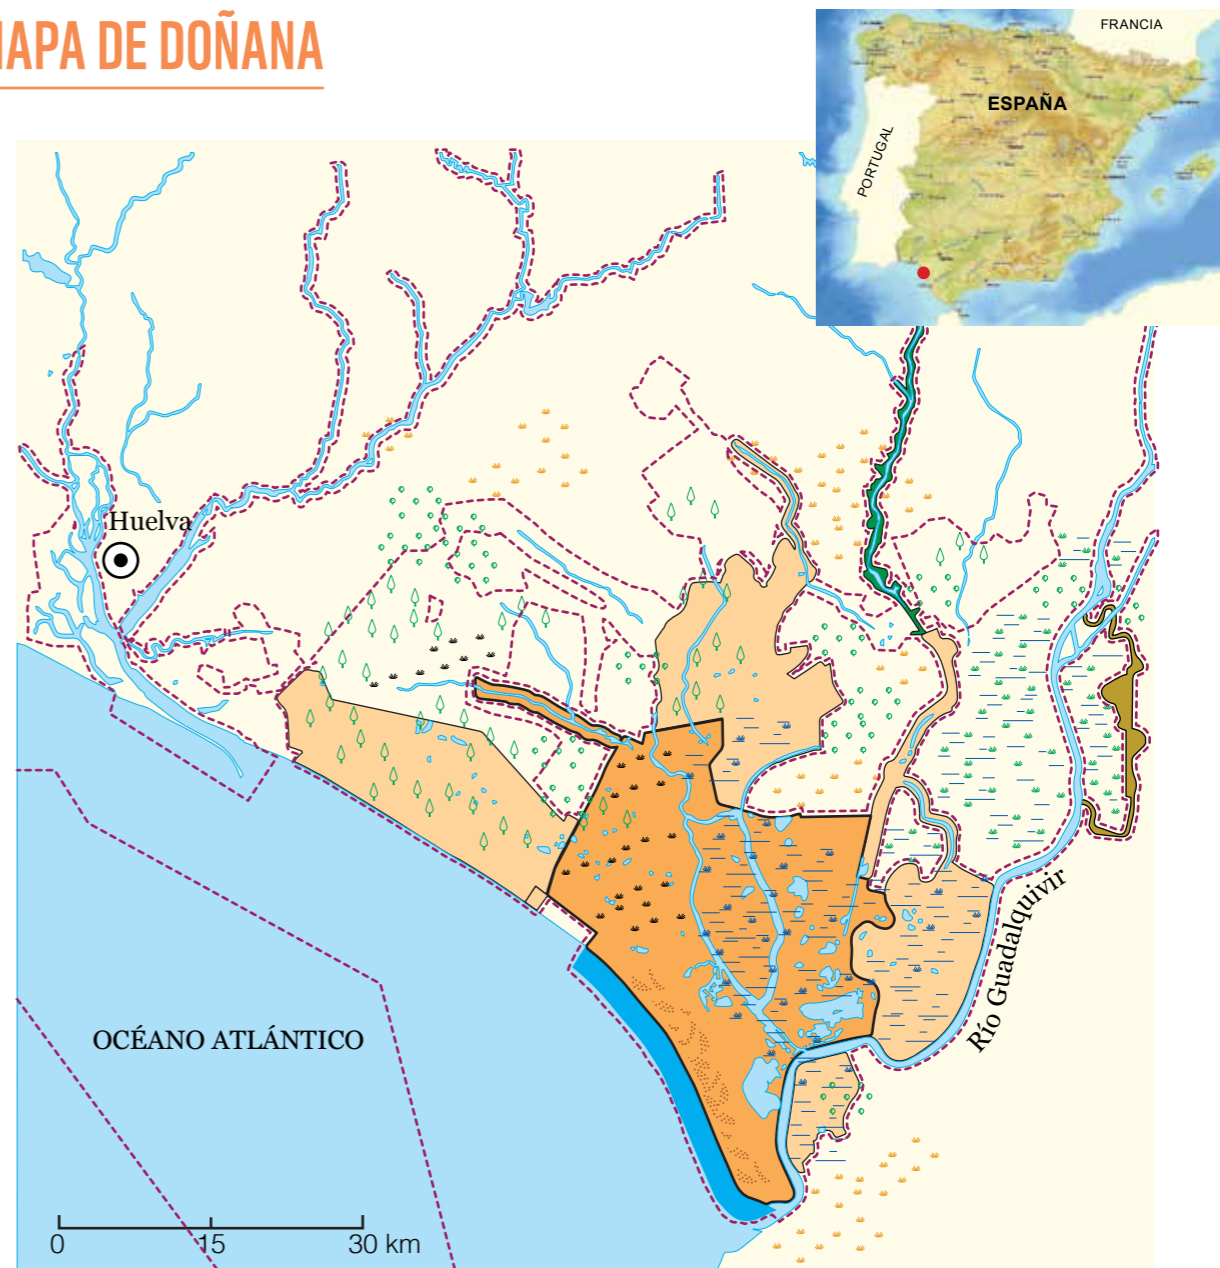 MAPA DE DOÑANA
FRANCIA
ESPAÑA
PORTUGAL
Huelva
Río Guadalquivir
OCÉANO ATLÁNTICO
0 15 30 km